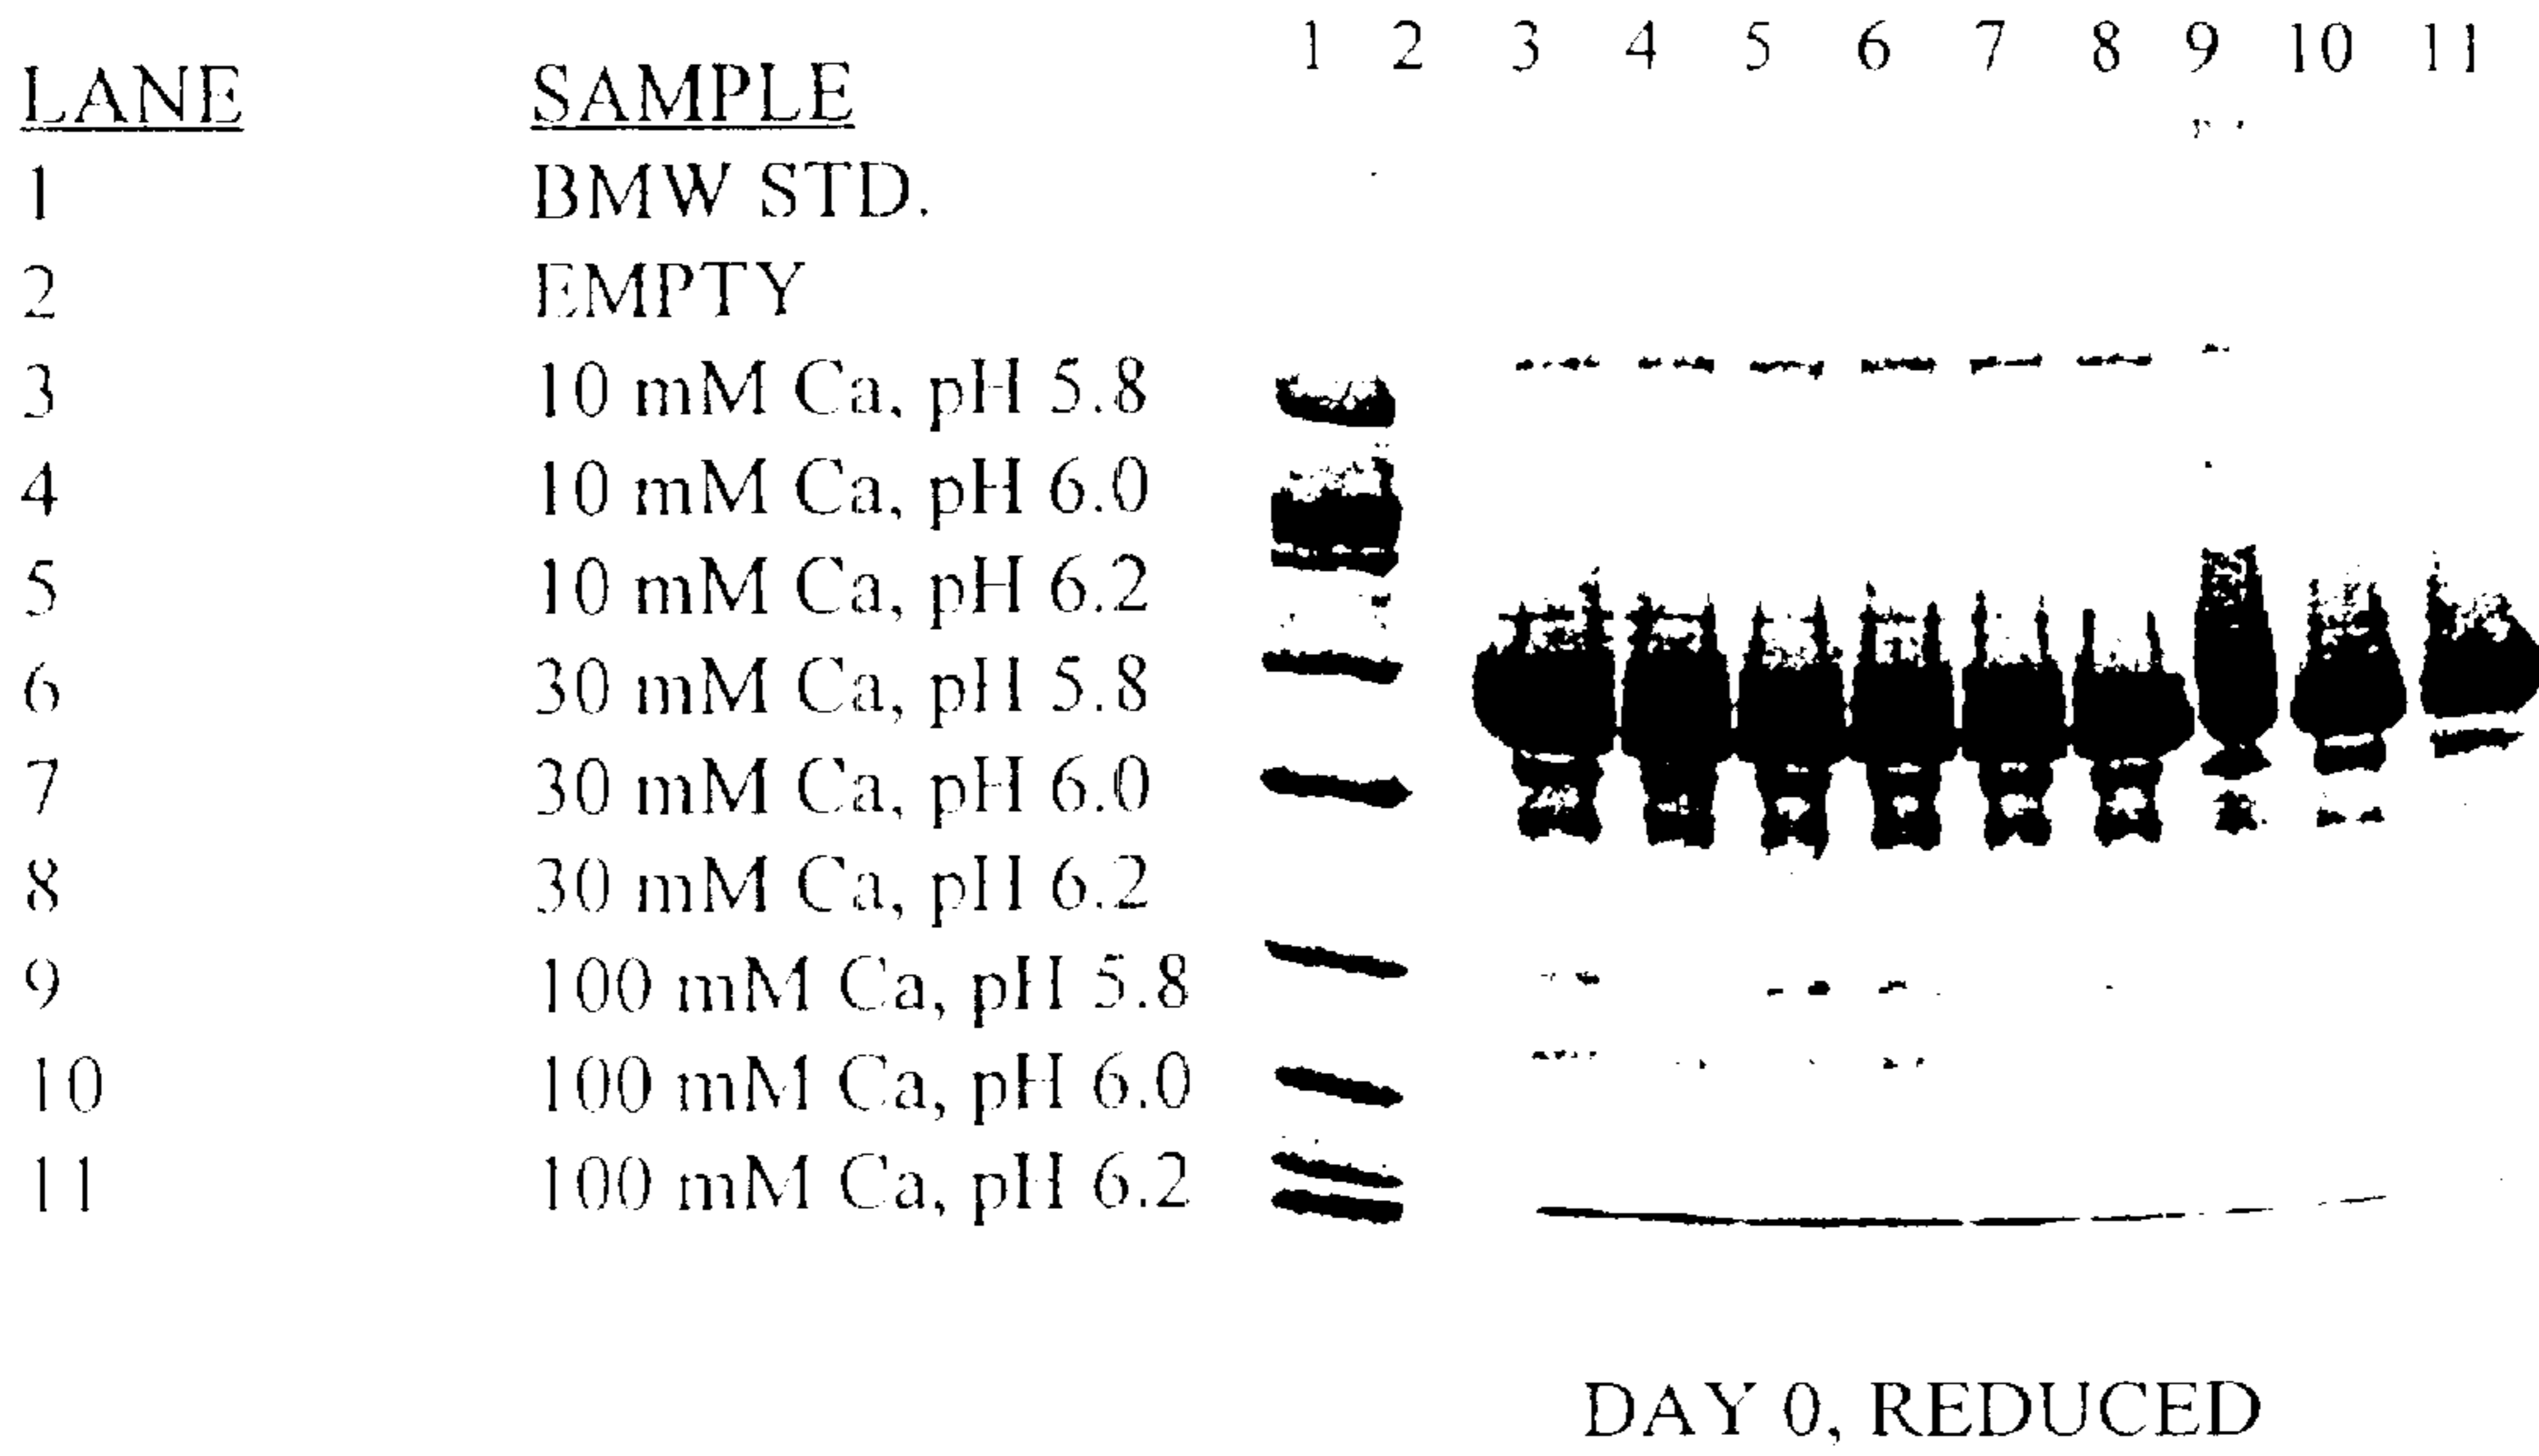 1 2 3 4 5 6 7 8 9 10 11
LANE SAMPLE
1 BMW STD.
2 EMPTY
3 10 mM Ca, pH 5.8
4 10 mM Ca, pH 6.0
5 10 mM Ca, pH 6.2
6 30 mM Ca, pH 5.8
7 30 mM Ca, pH 6.0
8 30 mM Ca, pH 6.2
9 100 mM Ca, pH 5.8
10 100 mM Ca, pH 6.0
11 100 mM Ca, pH 6.2
DAY 0, REDUCED